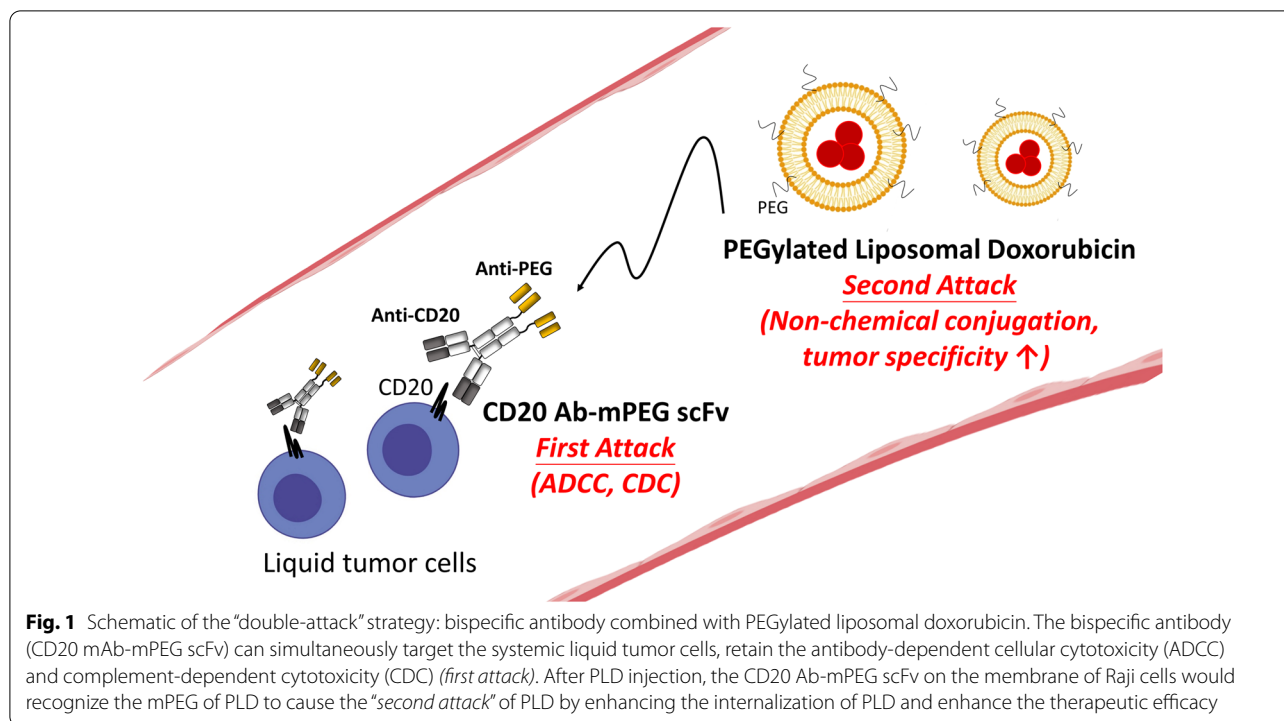 PEG
PEGylated Liposomal Doxorubicin
Second Attack
(Non-chemical conjugation,
tumor specificity ↑)
Anti-PEG
Anti-CD20
CD20
CD20 Ab-mPEG scFv
First Attack
(ADCC, CDC)
Liquid tumor cells
Fig. 1 Schematic of the “double-attack” strategy: bispecific antibody combined with PEGylated liposomal doxorubicin. The bispecific antibody
(CD20 mAb-mPEG scFv) can simultaneously target the systemic liquid tumor cells, retain the antibody-dependent cellular cytotoxicity (ADCC)
and complement-dependent cytotoxicity (CDC) (first attack). After PLD injection, the CD20 Ab-mPEG scFv on the membrane of Raji cells would
recognize the mPEG of PLD to cause the “second attack” of PLD by enhancing the internalization of PLD and enhance the therapeutic efficacy